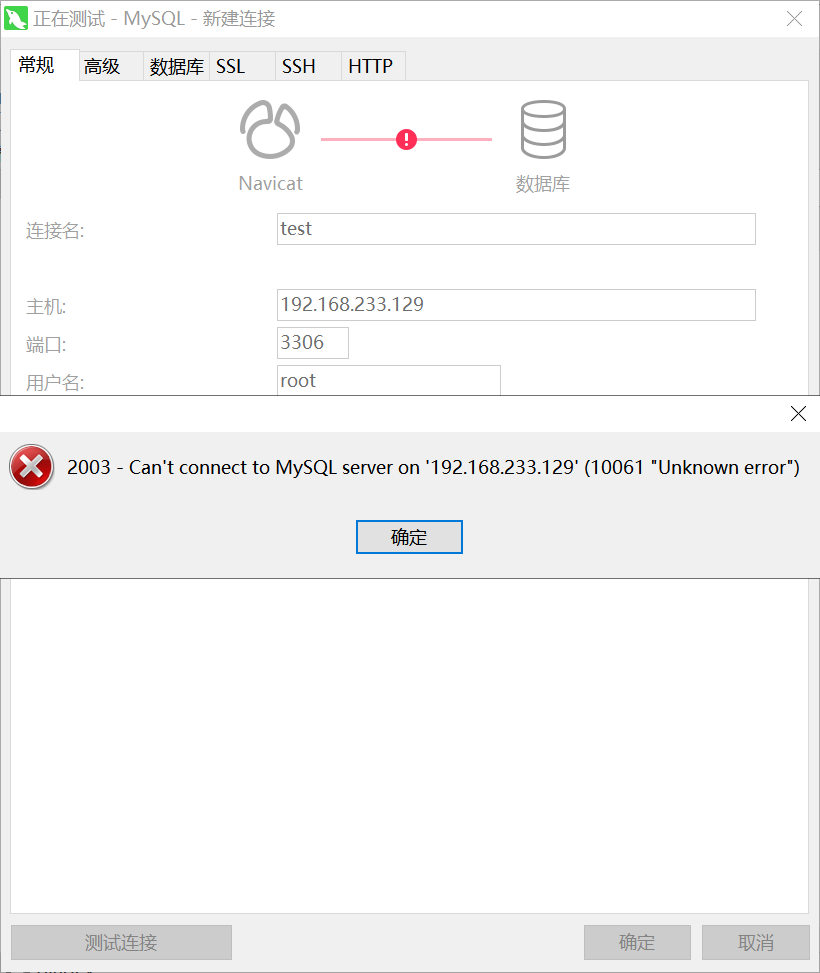 正在测试 - MySQL - 新建连接
常规 高级 数据库 SSL SSH HTTP
Navicat 数据库
连接名: test
主机: 192.168.233.129
端口: 3306
用户名: root
2003 - Can't connect to MySQL server on '192.168.233.129' (10061 "Unknown error")
确定
测试连接 确定 取消